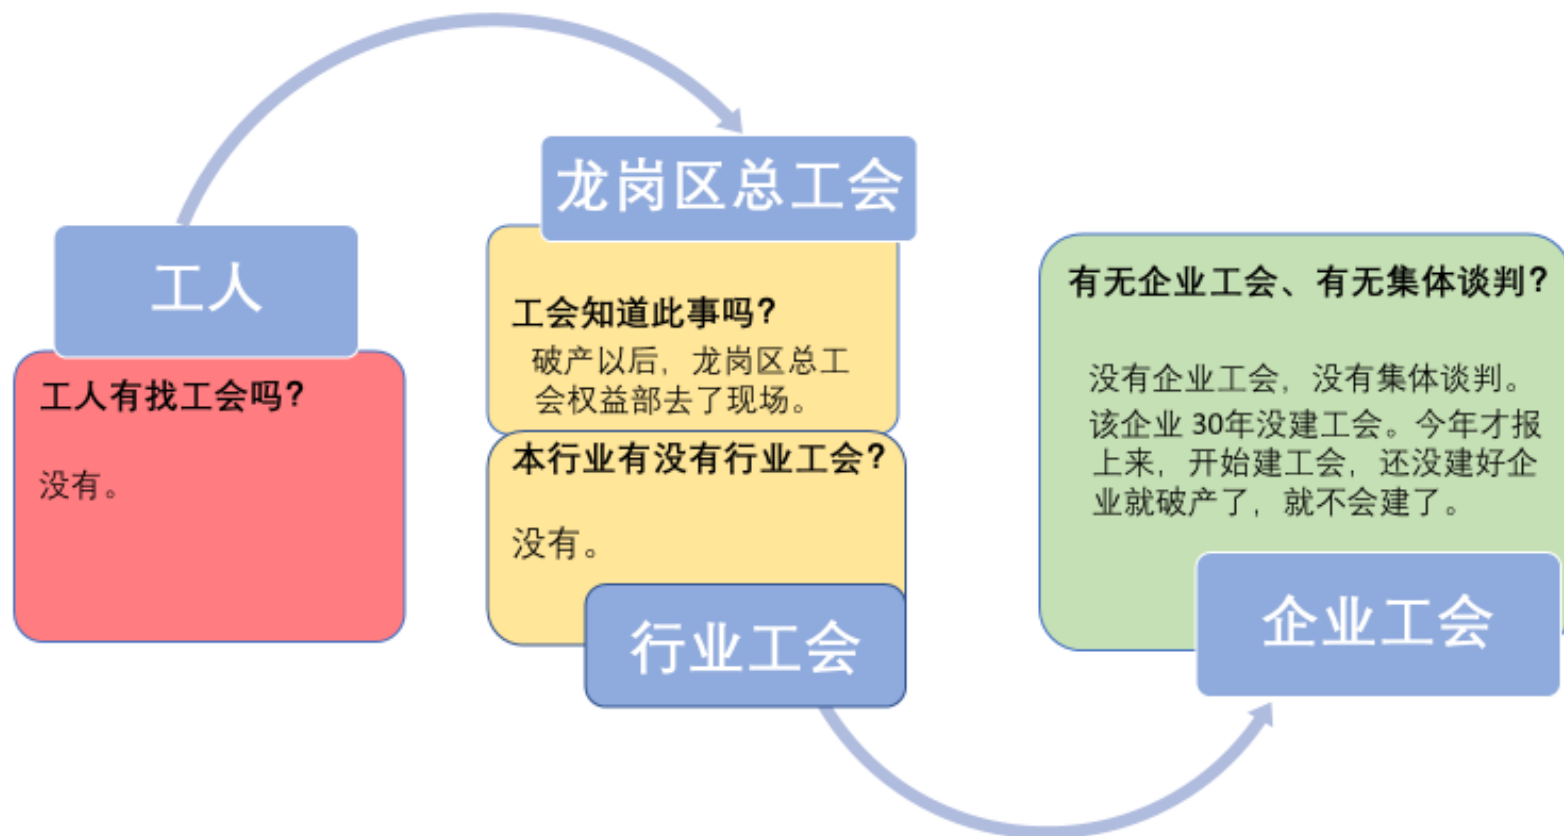 工人
工人有找工会吗？
没有。
龙岗区总工会
工会知道此事吗？
破产以后，龙岗区总工
会权益部去了现场。
本行业有没有行业工会？
没有。
行业工会
有无企业工会、有无集体谈判？
没有企业工会，没有集体谈判。
该企业 30年没建工会。今年才报
上来，开始建工会，还没建好企
业就破产了，就不会建了。
企业工会